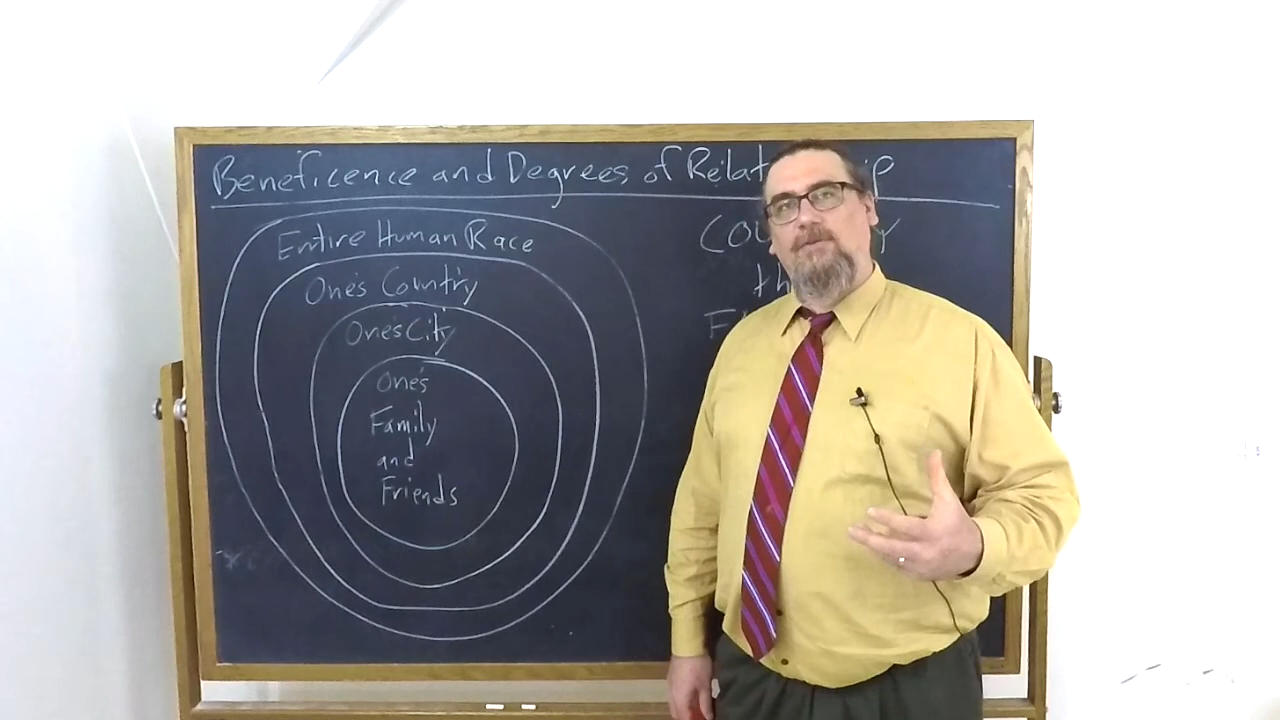 Beneficence and Degrees of Relat p
Entire Human Race
One's Country
One's City
One's
Family
and
Friends